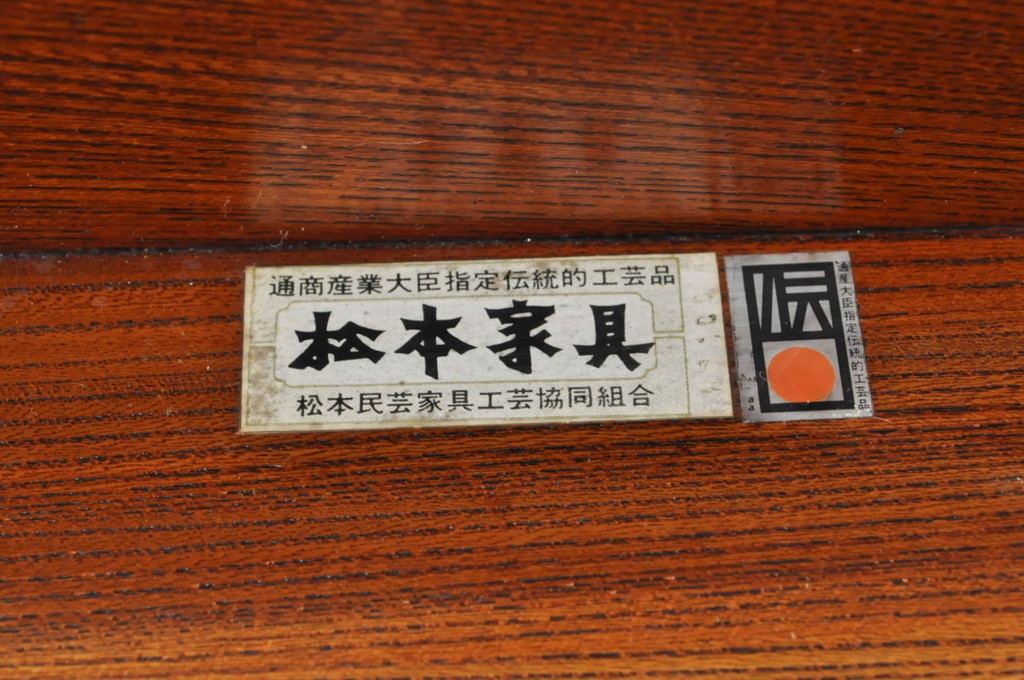 通商産業大臣指定伝統的工芸品
松本家具
松本民芸家具工芸協同組合
伝
通産大臣指定伝統的工芸品